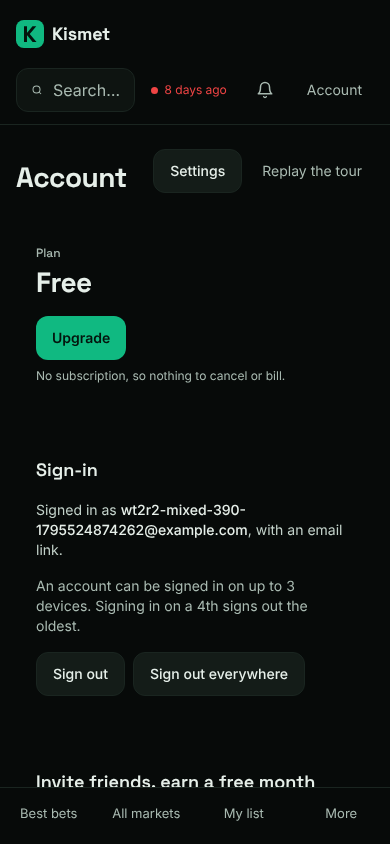 K Kismet
Search... 8 days ago Account
Account Settings Replay the tour
Plan
Free
Upgrade
No subscription, so nothing to cancel or bill.
Sign-in
Signed in as wt2r2-mixed-390-
1795524874262@example.com, with an email
link.
An account can be signed in on up to 3
devices. Signing in on a 4th signs out the
oldest.
Sign out Sign out everywhere
Invite friends, earn a free month
Best bets All markets My list More